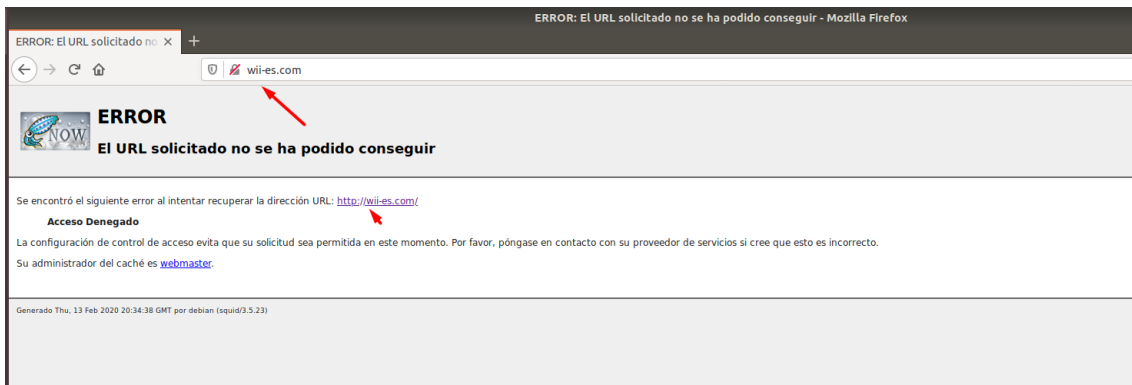 ERROR: El URL solicitado no se ha podido conseguir - Mozilla Firefox
ERROR: El URL solicitado no
wii-es.com
NOW
ERROR
El URL solicitado no se ha podido conseguir
Se encontró el siguiente error al intentar recuperar la dirección URL: http://wii-es.com/
Acceso Denegado
La configuración de control de acceso evita que su solicitud sea permitida en este momento. Por favor, póngase en contacto con su proveedor de servicios si cree que esto es incorrecto.
Su administrador del caché es webmaster.
Generado Thu, 13 Feb 2020 20:34:38 GMT por debian (squid/3.5.23)